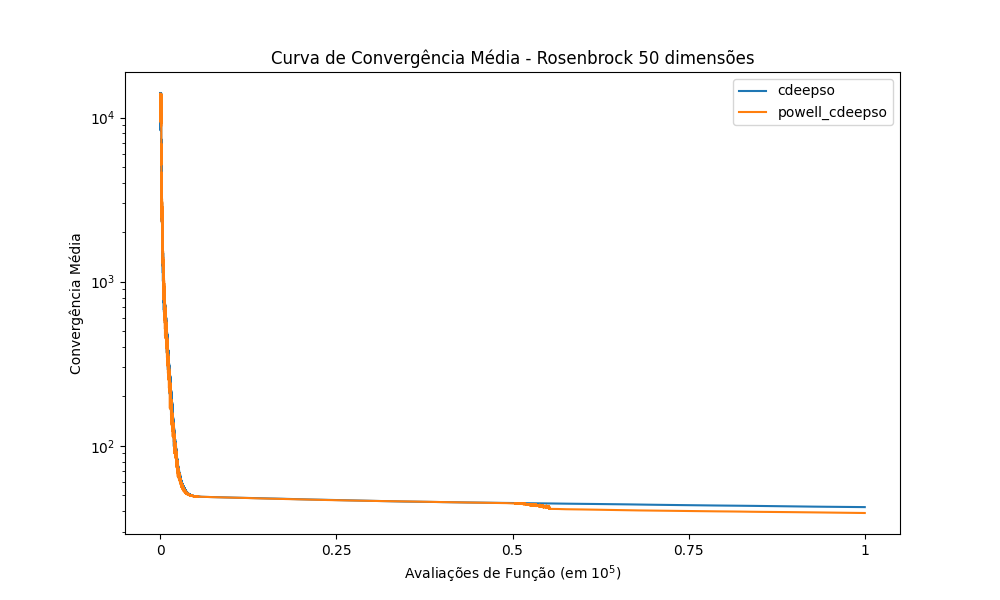 Curva de Convergência Média - Rosenbrock 50 dimensões
cdeepso
powell_cdeepso
Convergência Média
10⁴
10³
10²
0
0.25
0.5
0.75
1
Avaliações de Função (em 10⁵)